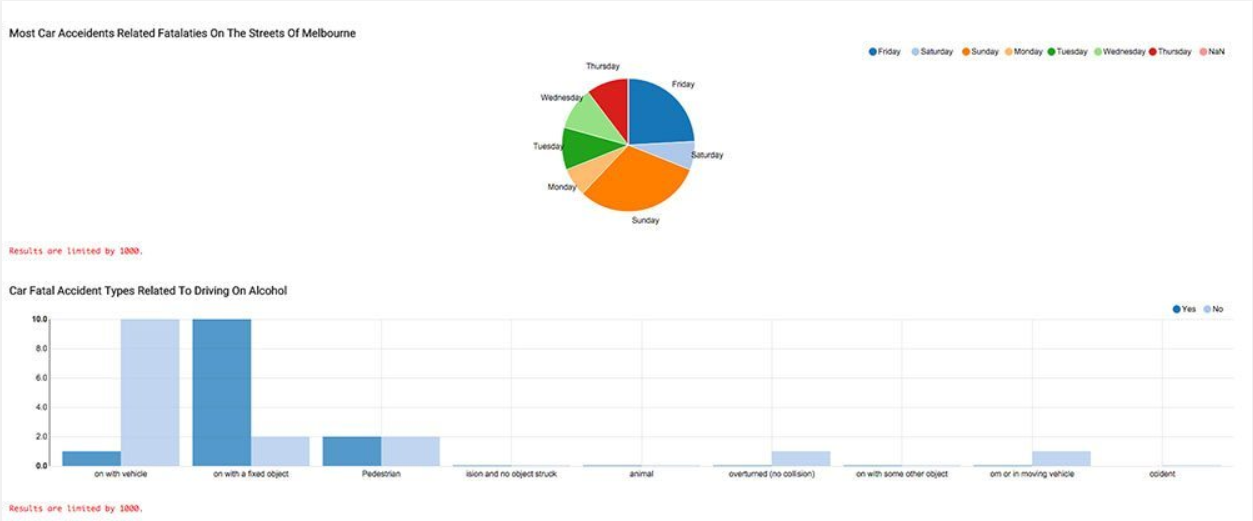 Most Car Acceidents Related Fatalaties On The Streets Of Melbourne
Friday Saturday Sunday Monday Tuesday Wednesday Thursday NaN
Thursday
Friday
Wednesday
Tuesday
Saturday
Monday
Sunday
Results are limited by 1000.
Car Fatal Accident Types Related To Driving On Alcohol
Yes No
10.0
8.0
6.0
4.0
2.0
0.0
on with vehicle on with a fixed object Pedestrian ision and no object struck animal overturned (no collision) on with some other object om or in moving vehicle ccident
Results are limited by 1000.